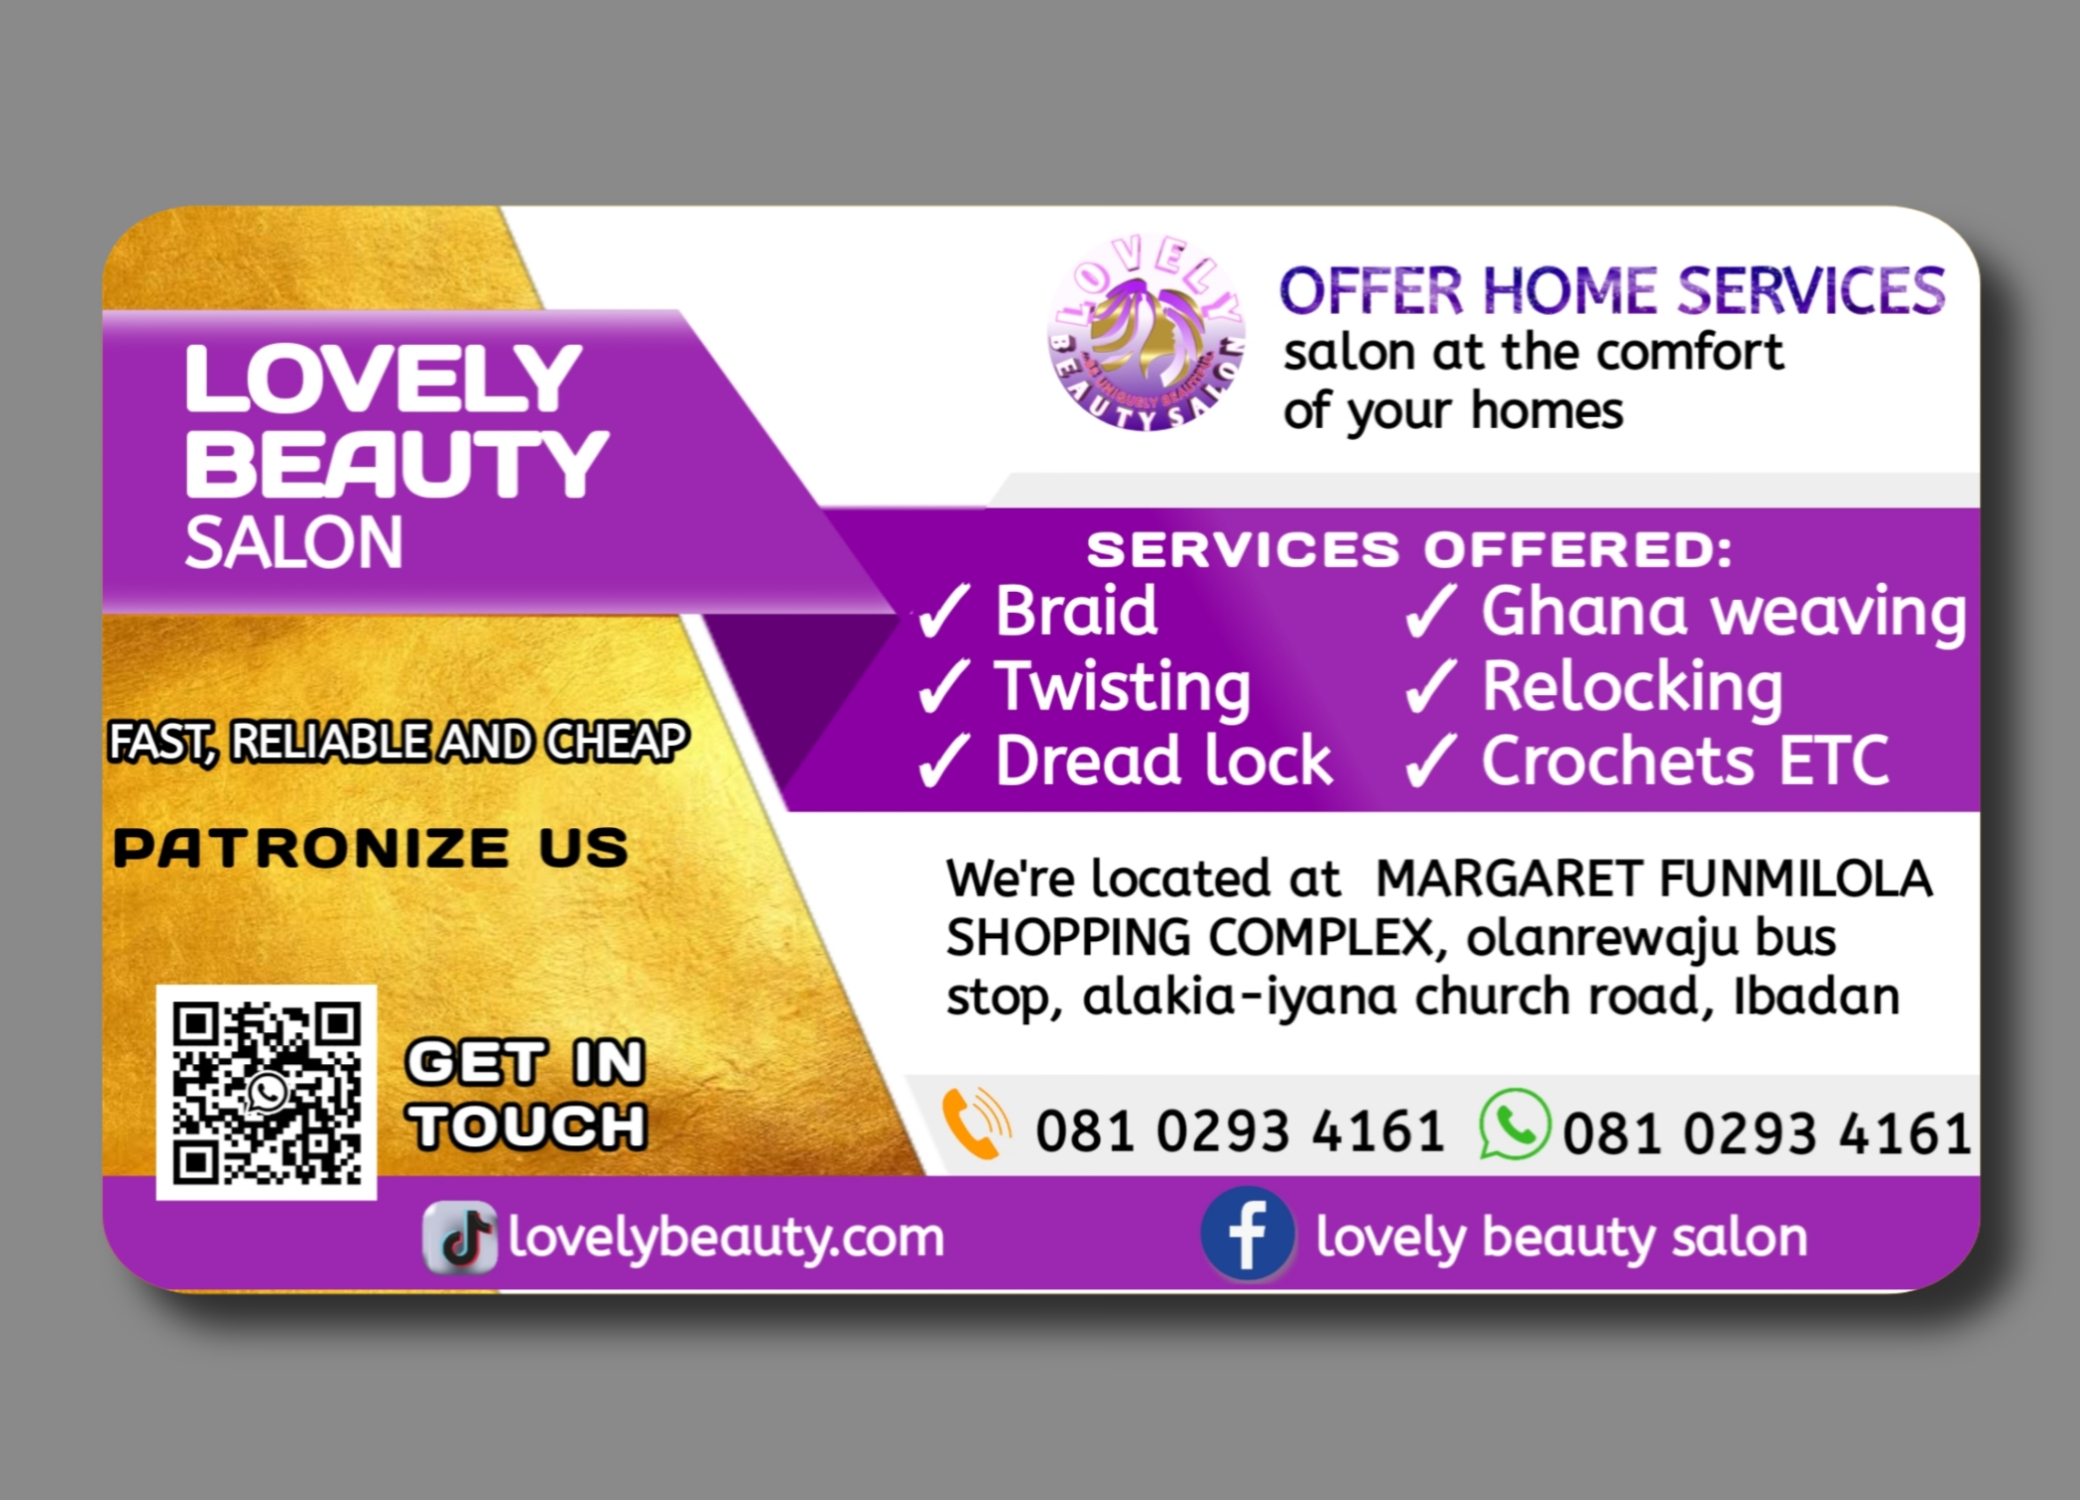 LOVELY
BEAUTY
SALON
FAST, RELIABLE AND CHEAP
PATRONIZE US
GET IN
TOUCH
LOVELY
BEAUTY SALON
UNIQUELY
OFFER HOME SERVICES
salon at the comfort
of your homes
SERVICES OFFERED:
✓ Braid ✓ Ghana weaving
✓ Twisting ✓ Relocking
✓ Dread lock ✓ Crochets ETC
We're located at MARGARET FUNMILOLA
SHOPPING COMPLEX, olanrewaju bus
stop, alakia-iyana church road, Ibadan
081 0293 4161 081 0293 4161
lovelybeauty.com lovely beauty salon